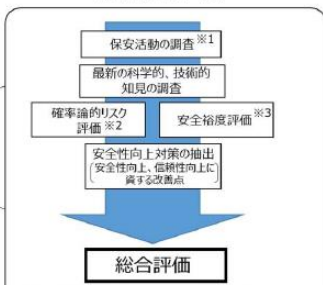 保安活動の調査※1
最新の科学的、技術的
知見の調査
確率論的リスク
評価※2
安全裕度評価※3
安全性向上対策の抽出
(安全性向上、信頼性向上に
資する改善点)
総合評価